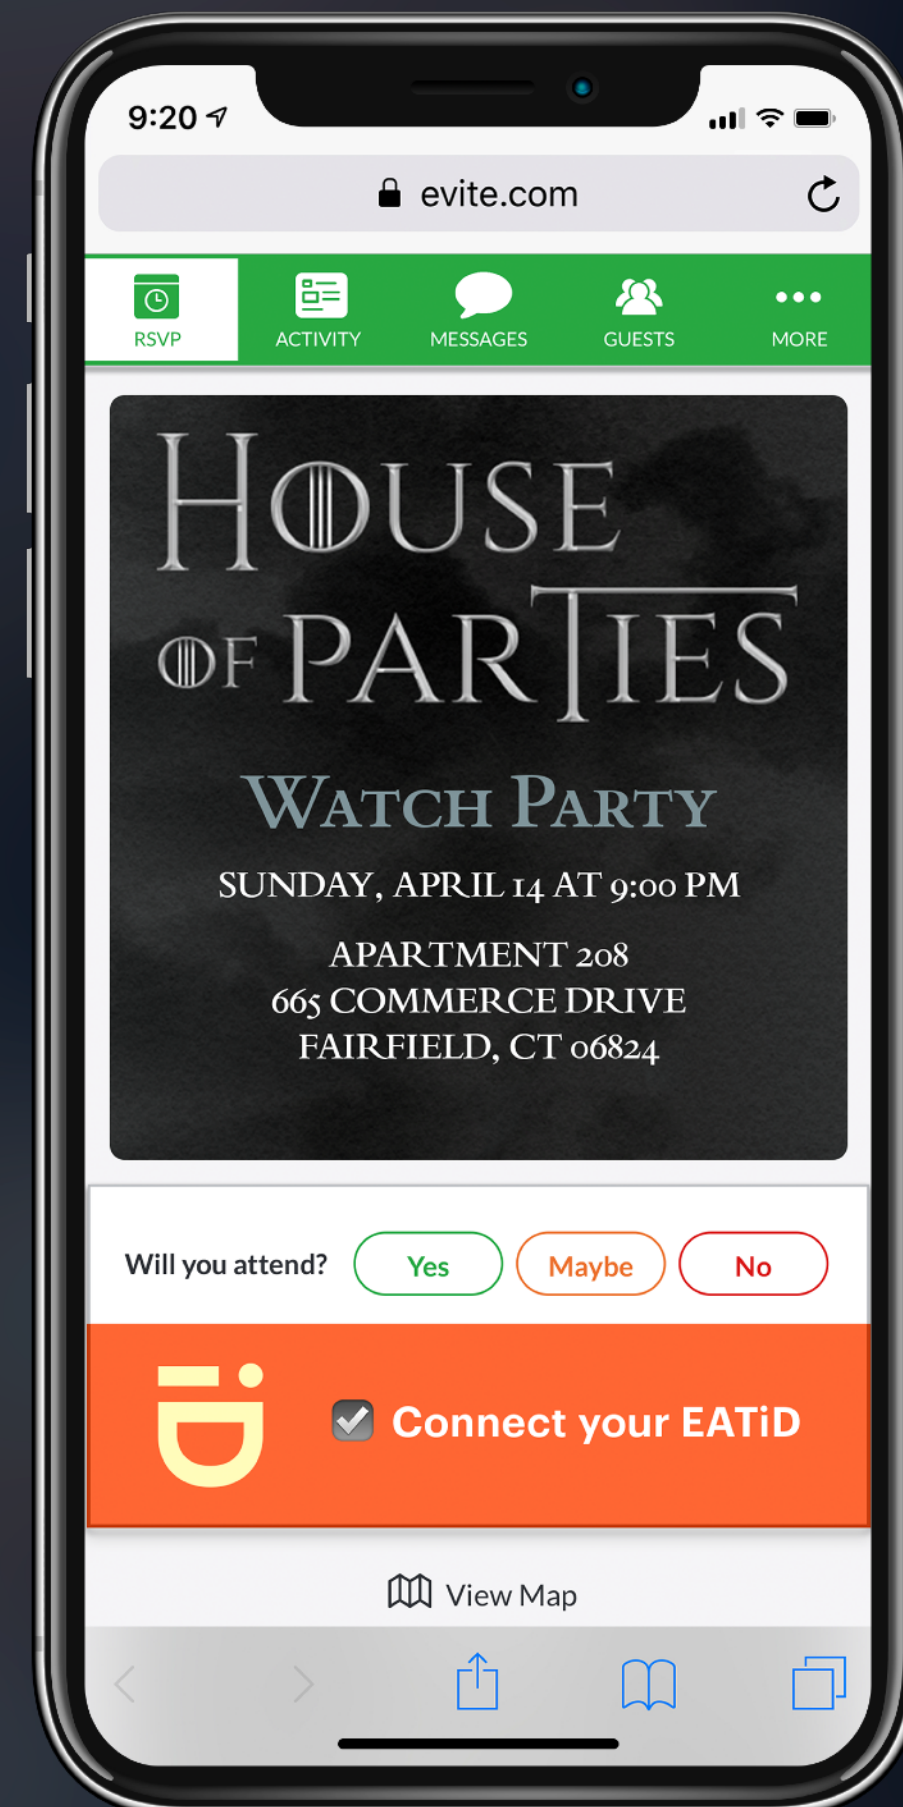 9:20
evite.com
RSVP
ACTIVITY
MESSAGES
GUESTS
MORE
HOUSE
OF PARTIES
WATCH PARTY
SUNDAY, APRIL 14 AT 9:00 PM
APARTMENT 208
665 COMMERCE DRIVE
FAIRFIELD, CT 06824
Will you attend?
Yes
Maybe
No
iD
Connect your EATiD
View Map